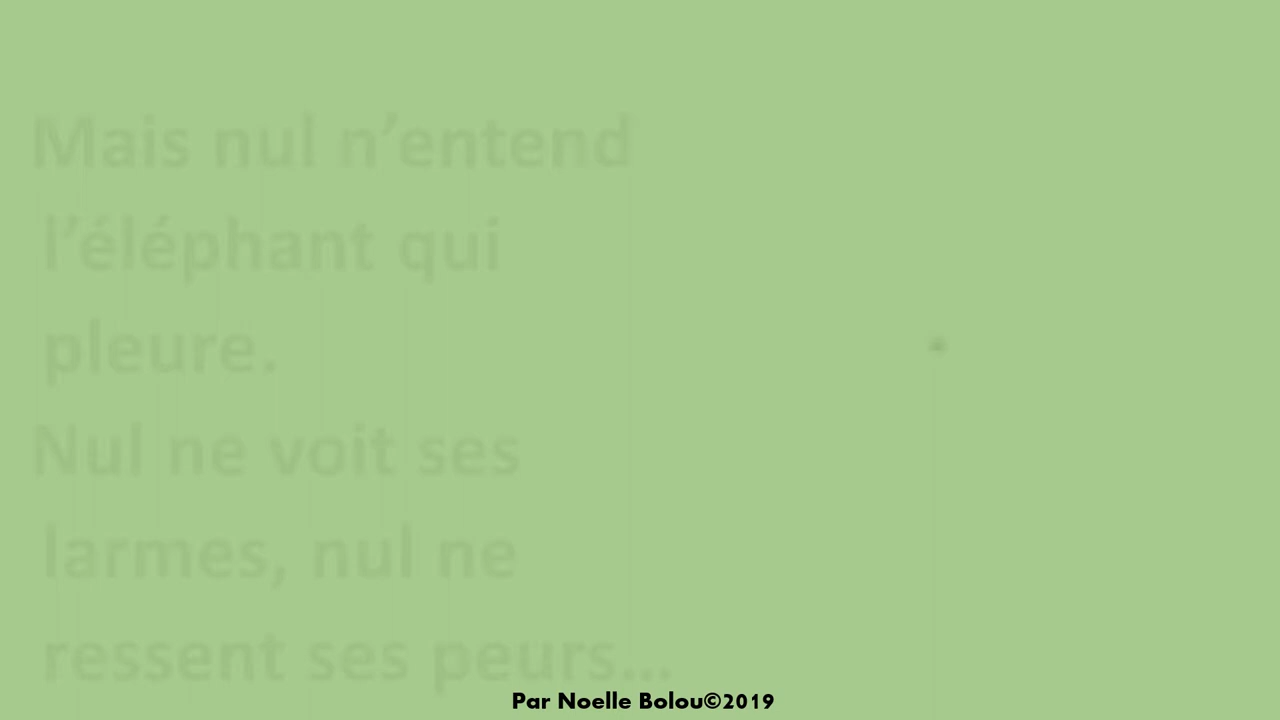 Mais nul n’entend
l’éléphant qui
pleure.
Nul ne voit ses
larmes, nul ne
ressent ses peurs...
Par Noelle Bolou©2019